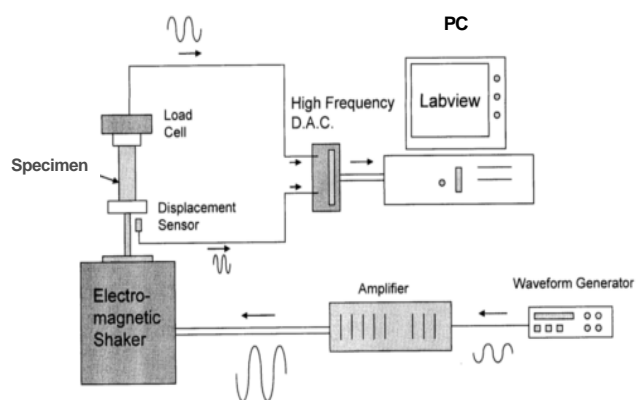 PC
Labview
High Frequency
D.A.C.
Load
Cell
Specimen
Displacement
Sensor
Electro-
magnetic
Shaker
Amplifier
Waveform Generator